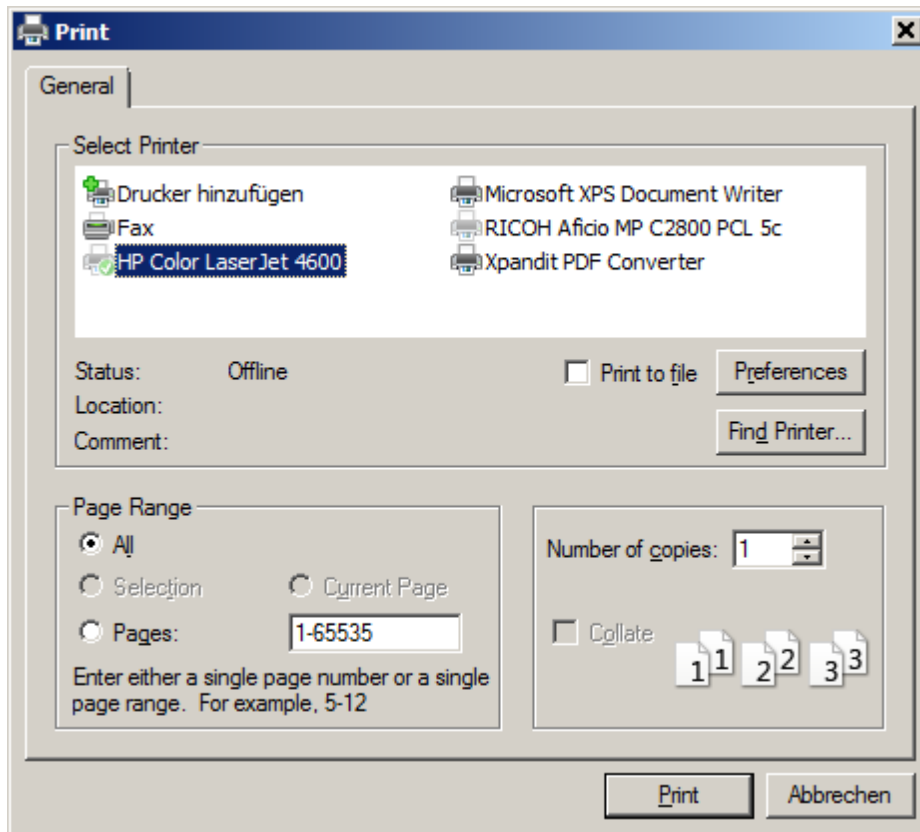 Print
General
Select Printer
Drucker hinzufügen
Microsoft XPS Document Writer
Fax
RICOH Aficio MP C2800 PCL 5c
HP Color LaserJet 4600
Xpandit PDF Converter
Status: Offline
Print to file
Preferences
Location:
Comment:
Find Printer...
Page Range
All
Selection
Current Page
Pages: 1-65535
Enter either a single page number or a single
page range. For example, 5-12
Number of copies: 1
Collate
1 1 2 2 3 3
Print
Abbrechen